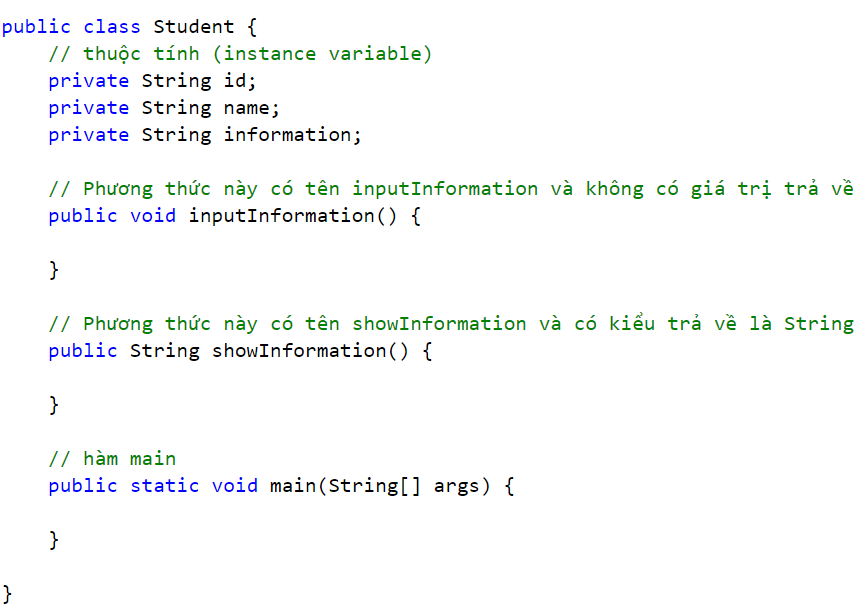 public class Student {
    // thuộc tính (instance variable)
    private String id;
    private String name;
    private String information;

    // Phương thức này có tên inputInformation và không có giá trị trả về
    public void inputInformation() {

    }

    // Phương thức này có tên showInformation và có kiểu trả về là String
    public String showInformation() {

    }

    // hàm main
    public static void main(String[] args) {

    }

}